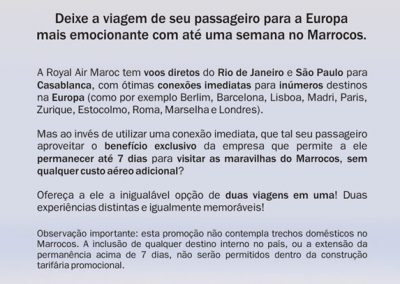 Deixe a viagem de seu passageiro para a Europa
mais emocionante com até uma semana no Marrocos.
A Royal Air Maroc tem voos diretos do Rio de Janeiro e São Paulo para
Casablanca, com ótimas conexões imediatas para inúmeros destinos
na Europa (como por exemplo Berlim, Barcelona, Lisboa, Madri, Paris,
Zurique, Estocolmo, Roma, Marselha e Londres).
Mas ao invés de utilizar uma conexão imediata, que tal seu passageiro
aproveitar o benefício exclusivo da empresa que permite a ele
permanecer até 7 dias para visitar as maravilhas do Marrocos, sem
qualquer custo aéreo adicional?
Ofereça a ele a inigualável opção de duas viagens em uma! Duas
experiências distintas e igualmente memoráveis!
Observação importante: esta promoção não contempla trechos domésticos no
Marrocos. A inclusão de qualquer destino interno no país, ou a extensão da
permanência acima de 7 dias, não serão permitidos dentro da construção
tarifária promocional.